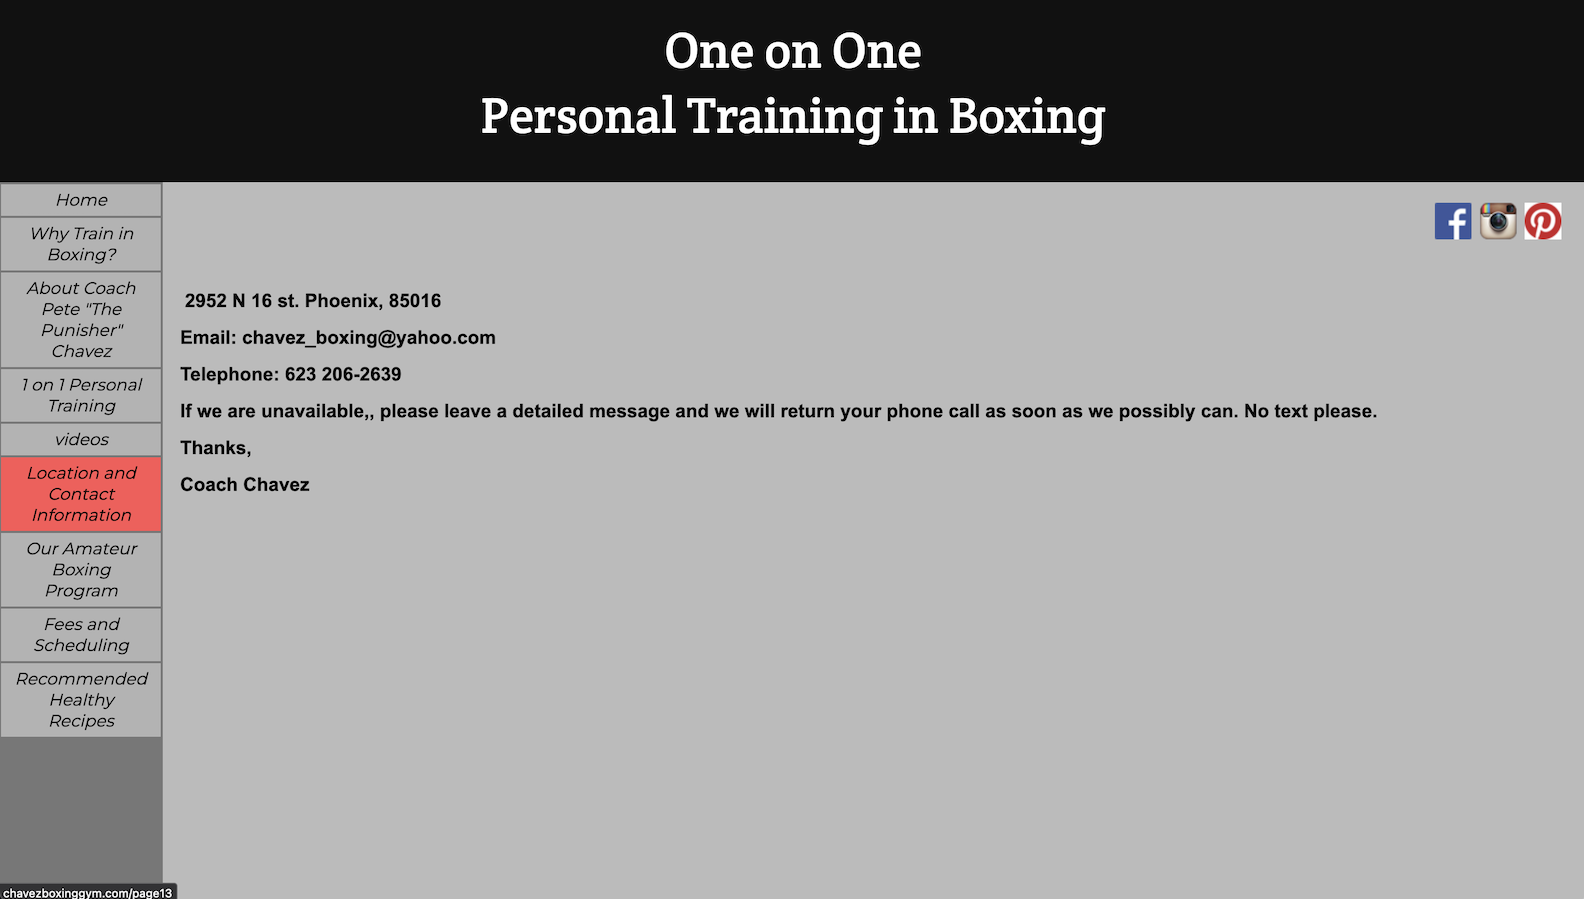 One on One
Personal Training in Boxing
Home
Why Train in
Boxing?
About Coach
Pete "The
Punisher"
Chavez
1 on 1 Personal
Training
videos
Location and
Contact
Information
Our Amateur
Boxing
Program
Fees and
Scheduling
Recommended
Healthy
Recipes
2952 N 16 st. Phoenix, 85016
Email: chavez_boxing@yahoo.com
Telephone: 623 206-2639
If we are unavailable,, please leave a detailed message and we will return your phone call as soon as we possibly can. No text please.
Thanks,
Coach Chavez
chavezboxinggym.com/page13